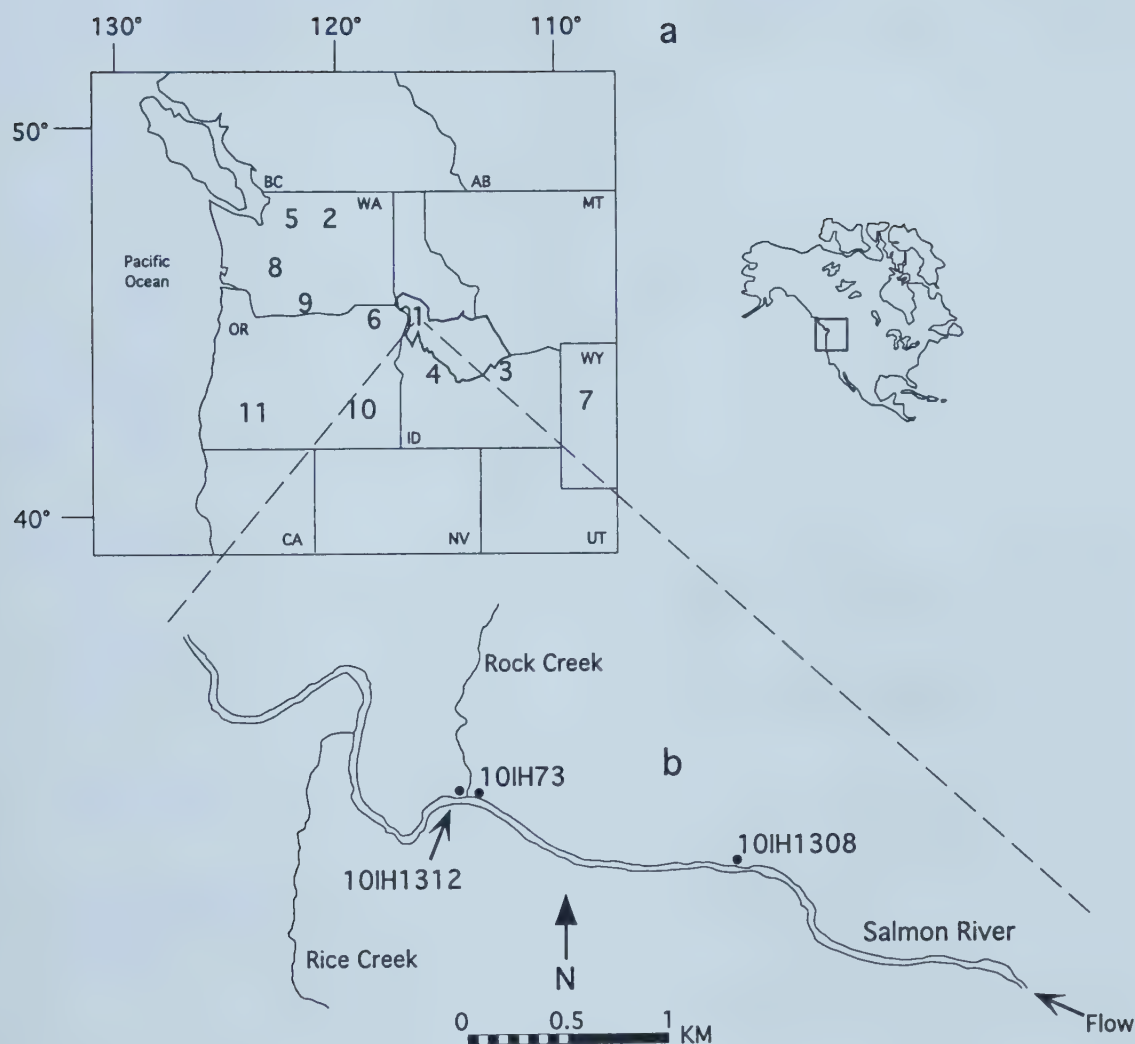 130° 120° 110° a
50°
BC AB
5 2 WA MT
Pacific
Ocean
8
9
6 1
OR
WY
4 3
7
11 10
ID
40°
CA NV UT
Rock Creek
b
10IH73
10IH1308
10IH1312
Salmon River
Rice Creek
N
0 0.5 1
KM
Flow